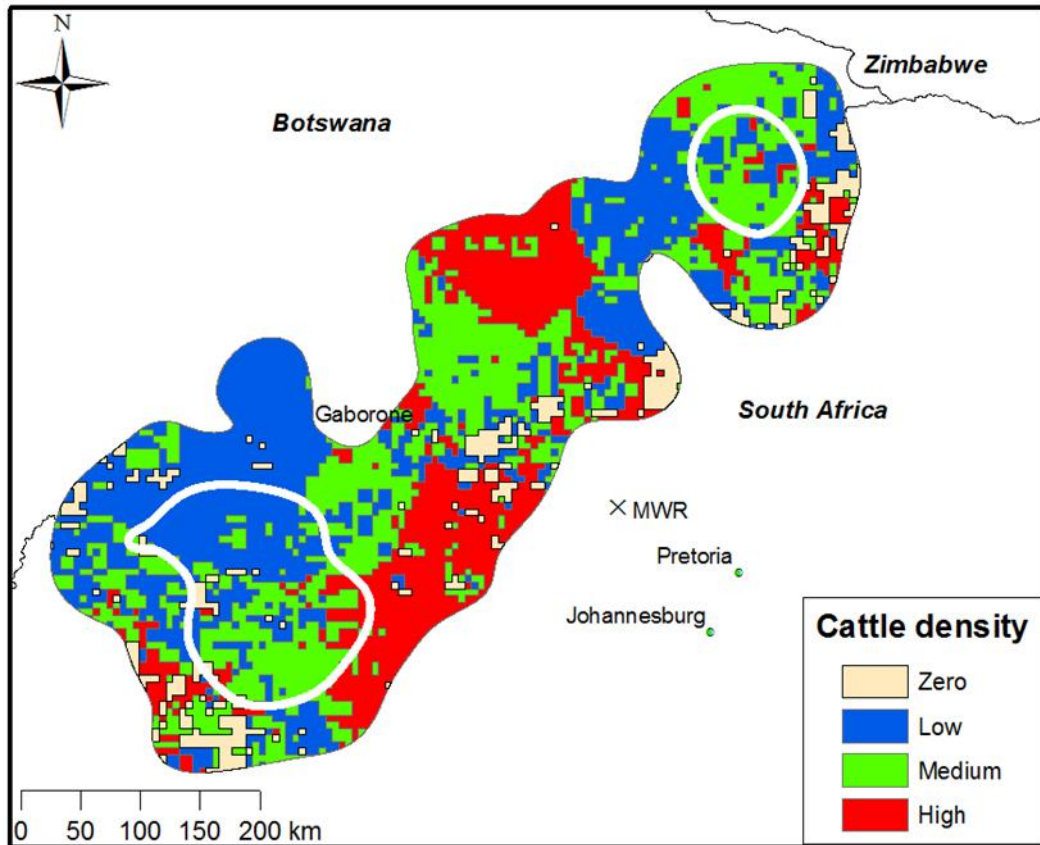 N
Zimbabwe
Botswana
Gaborone
South Africa
MWR
Pretoria
Johannesburg
Cattle density
Zero
Low
Medium
High
0 50 100 150 200 km